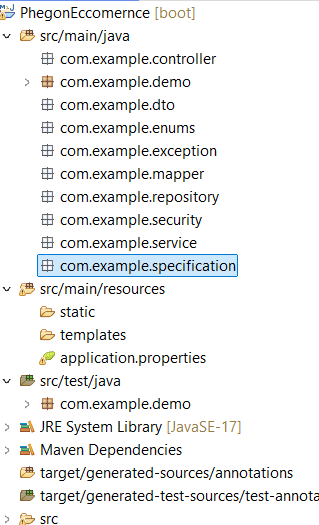 PhegonEccomernce [boot]
src/main/java
com.example.controller
com.example.demo
com.example.dto
com.example.enums
com.example.exception
com.example.mapper
com.example.repository
com.example.security
com.example.service
com.example.specification
src/main/resources
static
templates
application.properties
src/test/java
com.example.demo
JRE System Library [JavaSE-17]
Maven Dependencies
target/generated-sources/annotations
target/generated-test-sources/test-annota
src